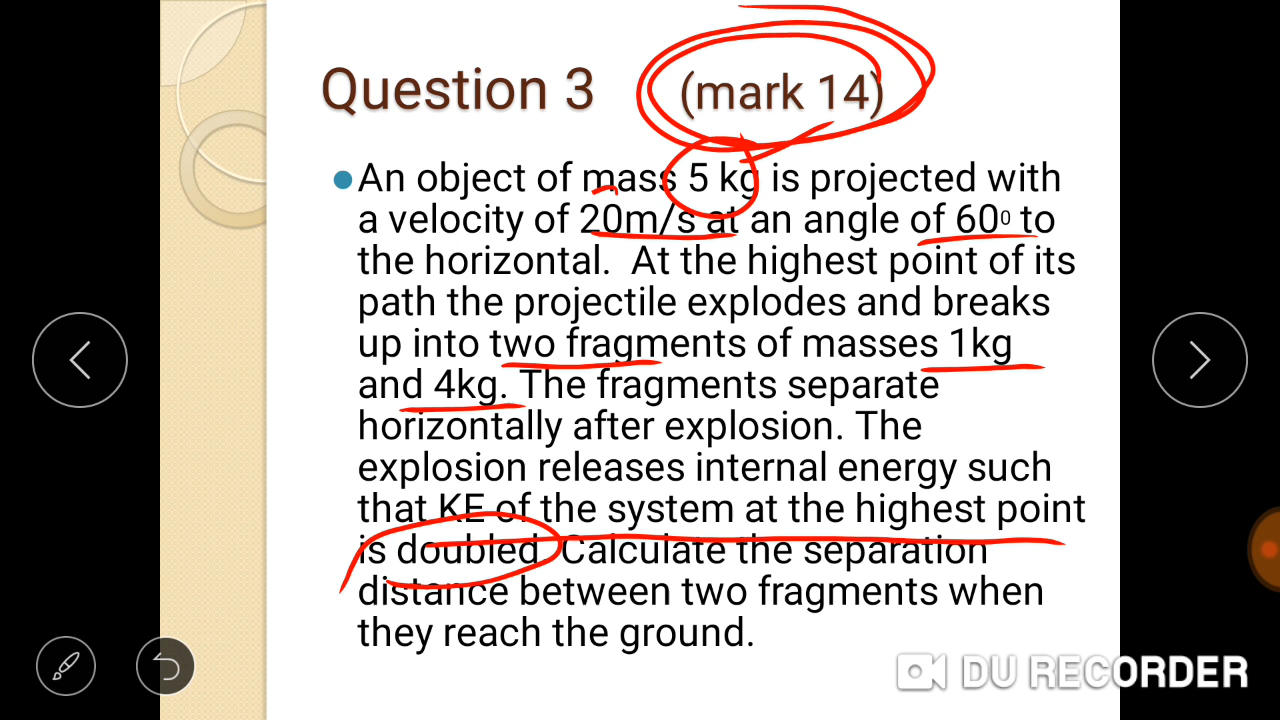 Question 3 (mark 14)
An object of mass 5 kg is projected with
a velocity of 20m/s at an angle of 60⁰ to
the horizontal. At the highest point of its
path the projectile explodes and breaks
up into two fragments of masses 1kg
and 4kg. The fragments separate
horizontally after explosion. The
explosion releases internal energy such
that KE of the system at the highest point
is doubled. Calculate the separation
distance between two fragments when
they reach the ground.
DU RECORDER